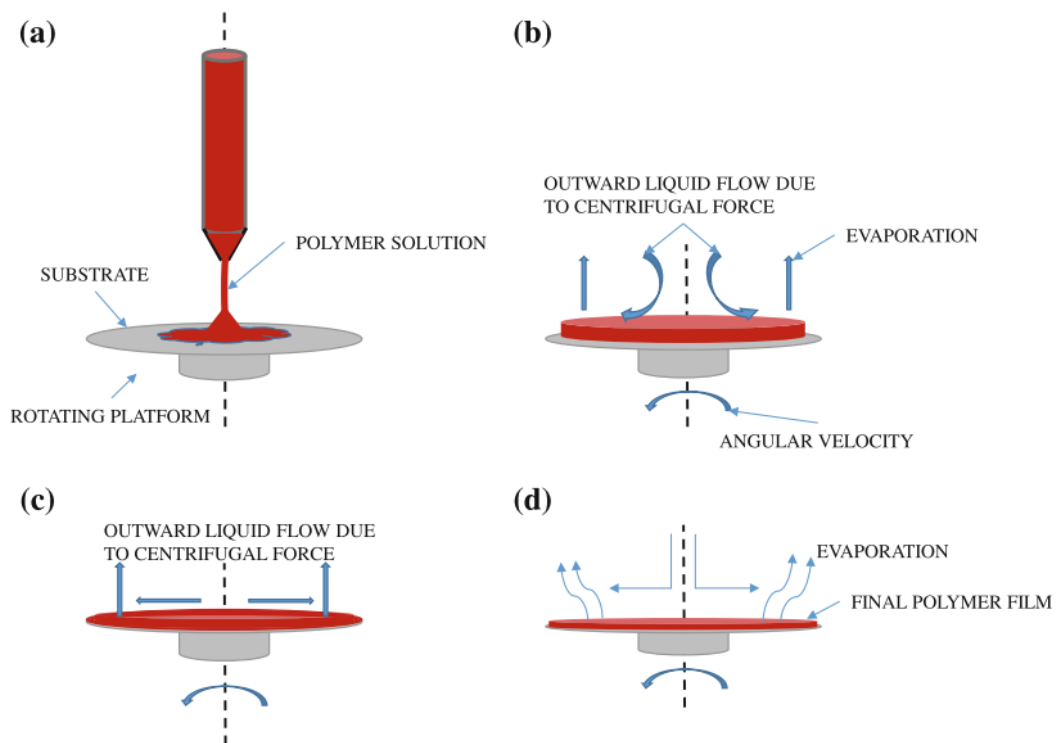 (a)
POLYMER SOLUTION
SUBSTRATE
ROTATING PLATFORM
(b)
OUTWARD LIQUID FLOW DUE
TO CENTRIFUGAL FORCE
EVAPORATION
ANGULAR VELOCITY
(c)
OUTWARD LIQUID FLOW DUE
TO CENTRIFUGAL FORCE
(d)
EVAPORATION
FINAL POLYMER FILM